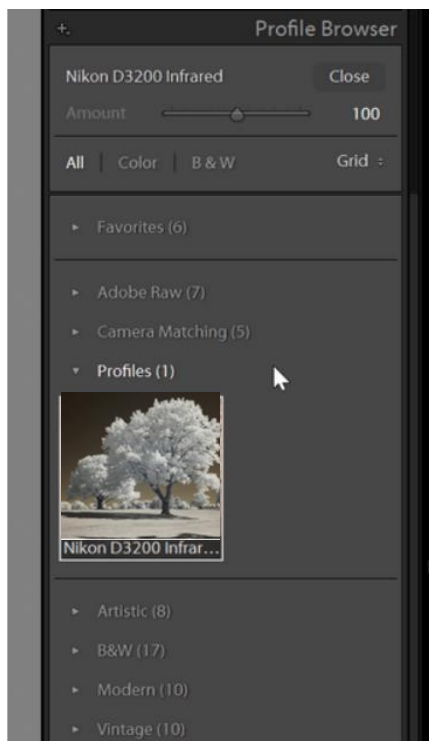 Profile Browser
Nikon D3200 Infrared Close
Amount 100
All Color B & W Grid
Favorites (6)
Adobe Raw (7)
Camera Matching (5)
Profiles (1)
Nikon D3200 Infrar...
Artistic (8)
B&W (17)
Modern (10)
Vintage (10)